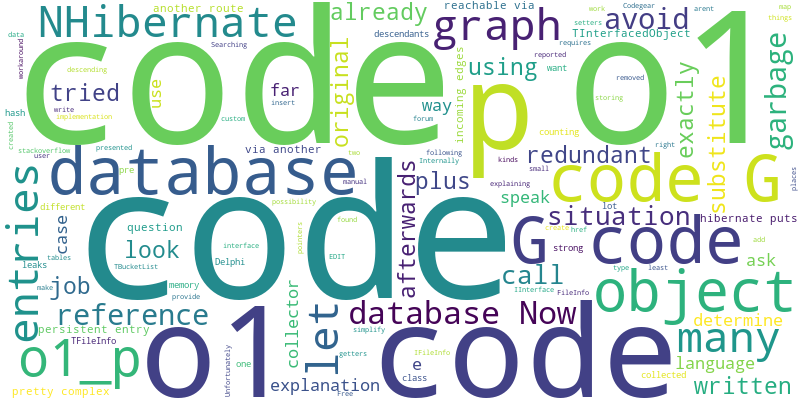 another route
reachable via
Codegear
arent
NHibernate
already
setters
map
code
p
o1
graph
avoid
things
data
descendants
TInterfacedObject
work
workaround
Searching
original
incoming edges
requires
garbage
descending
far
using
want
reported
exactly
substitute
tried
use
write
insert
way
removed
storing
hash
implementation
custom
forum
counting
right
created
stackoverflow
presented
via another
following
redundant
user
pre
two
Internally
kinds
places
database
plus
code G
entries
manual
afterwards
small
explaining
different
possibility
speak
lot
code
G
situation
hibernate puts
case
question
interface
found
pointers
strong
href
create
add
look
leaks
tables
TBucketList
Delphi
EDIT
code
ask
job
make
memory
provide
call
IInterface
FileInfo
type
least
object
reference
let
collector
database Now
many
determine
persistent entry
TFileInfo
o1
code
simplify
IFileInfo
language
o1_p
Unfortunately
one
getters
e
class
collected
explanation
Free
written
pretty complex